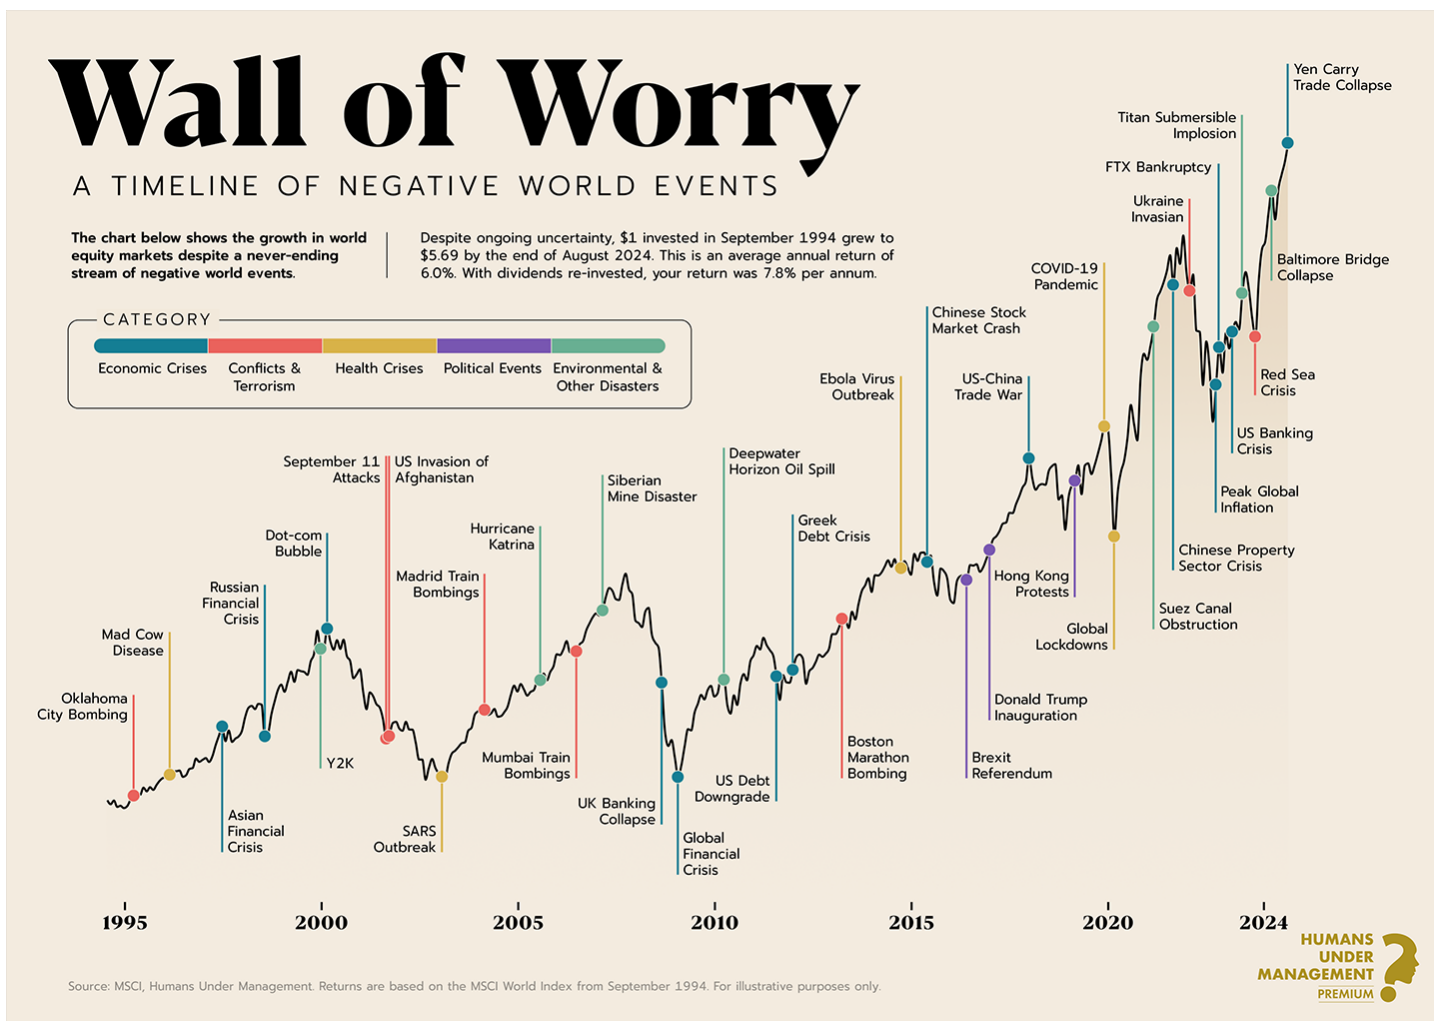 Wall of Worry
A TIMELINE OF NEGATIVE WORLD EVENTS
The chart below shows the growth in world
equity markets despite a never-ending
stream of negative world events.
Despite ongoing uncertainty, $1 invested in September 1994 grew to
$5.69 by the end of August 2024. This is an average annual return of
6.0%. With dividends re-invested, your return was 7.8% per annum.
CATEGORY
Economic Crises
Conflicts &
Terrorism
Health Crises
Political Events
Environmental &
Other Disasters
Oklahoma
City Bombing
Mad Cow
Disease
Asian
Financial
Crisis
Russian
Financial
Crisis
Y2K
Dot-com
Bubble
September 11
Attacks
US Invasion of
Afghanistan
SARS
Outbreak
Madrid Train
Bombings
Hurricane
Katrina
Mumbai Train
Bombings
Siberian
Mine Disaster
UK Banking
Collapse
Global
Financial
Crisis
Deepwater
Horizon Oil Spill
US Debt
Downgrade
Greek
Debt Crisis
Boston
Marathon
Bombing
Ebola Virus
Outbreak
Chinese Stock
Market Crash
Brexit
Referendum
Donald Trump
Inauguration
US-China
Trade War
Hong Kong
Protests
COVID-19
Pandemic
Global
Lockdowns
Suez Canal
Obstruction
Chinese Property
Sector Crisis
Ukraine
Invasian
Peak Global
Inflation
FTX Bankruptcy
US Banking
Crisis
Titan Submersible
Implosion
Red Sea
Crisis
Baltimore Bridge
Collapse
Yen Carry
Trade Collapse
1995
2000
2005
2010
2015
2020
2024
Source: MSCI, Humans Under Management. Returns are based on the MSCI World Index from September 1994. For illustrative purposes only.
HUMANS
UNDER
MANAGEMENT
PREMIUM